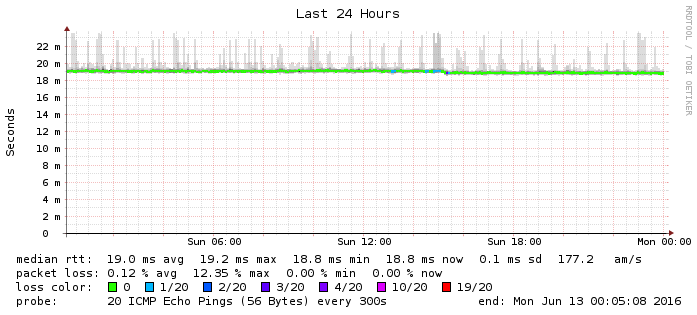 Last 24 Hours
RRDTOOL / TOBI OETIKER
Seconds
22 m
20 m
18 m
16 m
14 m
12 m
10 m
8 m
6 m
4 m
2 m
0
Sun 06:00 Sun 12:00 Sun 18:00 Mon 00:00
median rtt: 19.0 ms avg 19.2 ms max 18.8 ms min 18.8 ms now 0.1 ms sd 177.2 am/s
packet loss: 0.12 % avg 12.35 % max 0.00 % min 0.00 % now
loss color: 0 1/20 2/20 3/20 4/20 10/20 19/20
probe: 20 ICMP Echo Pings (56 Bytes) every 300s end: Mon Jun 13 00:05:08 2016